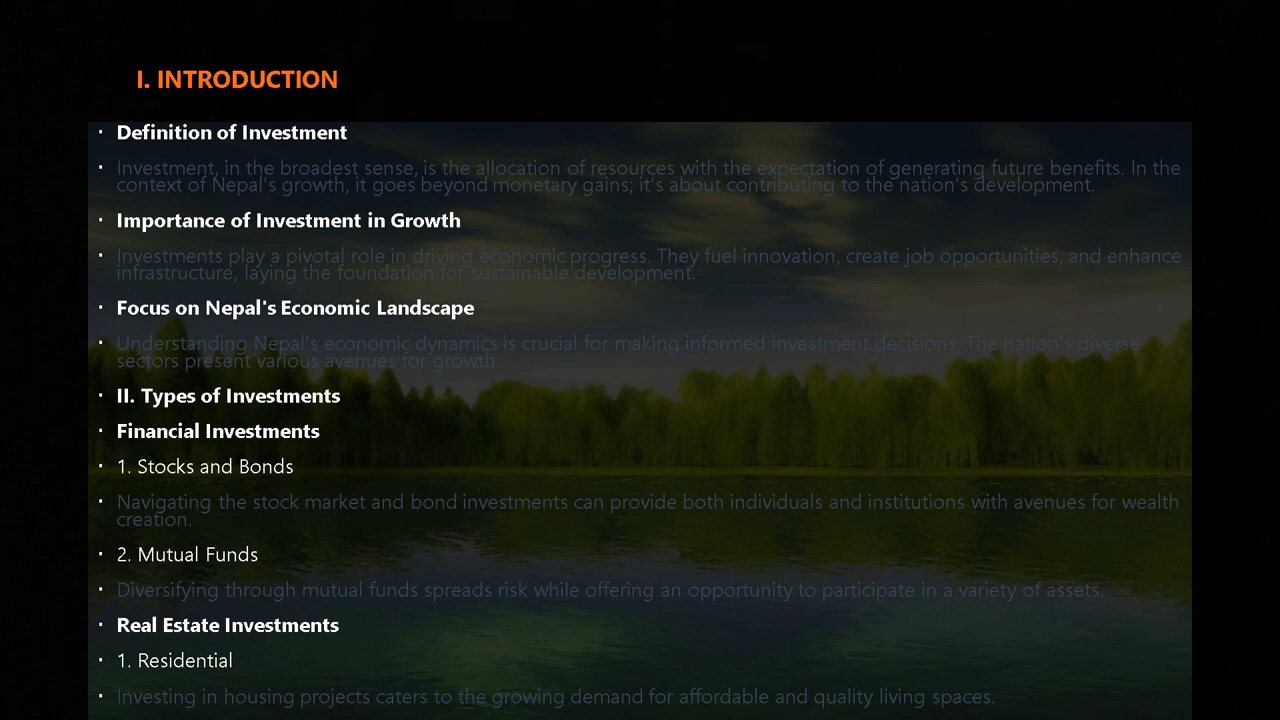 I. INTRODUCTION
· Definition of Investment
· Investment, in the broadest sense, is the allocation of resources with the expectation of generating future benefits. In the
context of Nepal's growth, it goes beyond monetary gains; it's about contributing to the nation's development.
· Importance of Investment in Growth
· Investments play a pivotal role in driving economic progress. They fuel innovation, create job opportunities, and enhance
infrastructure, laying the foundation for sustainable development.
· Focus on Nepal's Economic Landscape
· Understanding Nepal's economic dynamics is crucial for making informed investment decisions. The nation's diverse
sectors present various avenues for growth.
· II. Types of Investments
· Financial Investments
· 1. Stocks and Bonds
· Navigating the stock market and bond investments can provide both individuals and institutions with avenues for wealth
creation.
· 2. Mutual Funds
· Diversifying through mutual funds spreads risk while offering an opportunity to participate in a variety of assets.
· Real Estate Investments
· 1. Residential
· Investing in housing projects caters to the growing demand for affordable and quality living spaces.